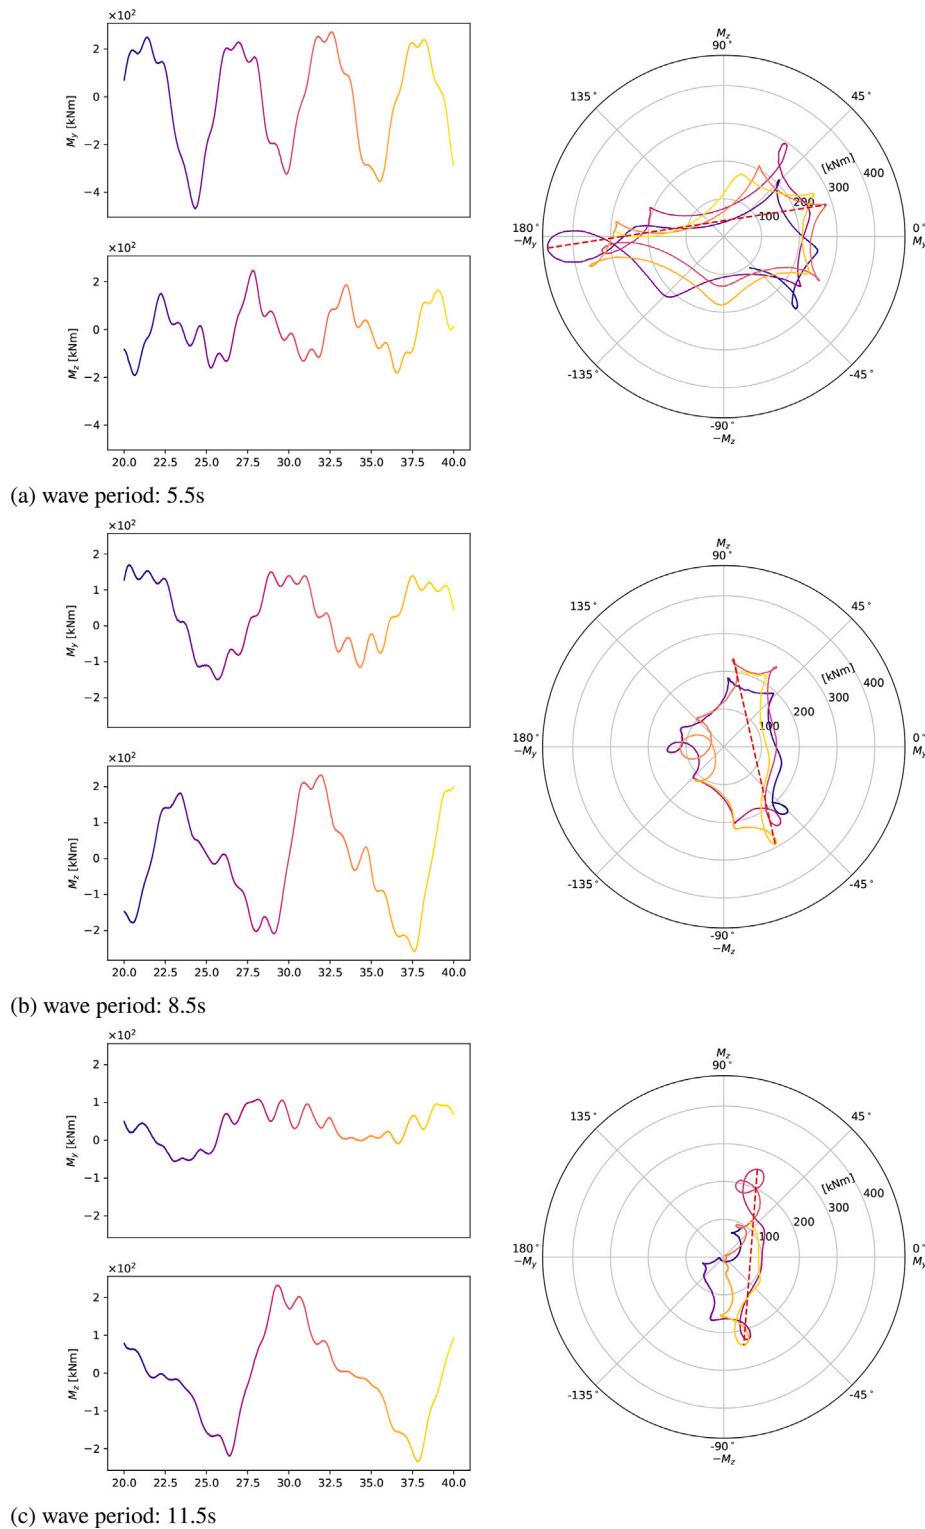 ×10²
2
0
−2
−4
M_y [kNm]
2
0
−2
−4
M_z [kNm]
20.0 22.5 25.0 27.5 30.0 32.5 35.0 37.5 40.0
M_z
90°
135° 45°
[kNm] 400
300
200
100
180° 0°
−M_y M_y
-135° -45°
-90°
−M_z
(a) wave period: 5.5s
×10²
2
1
0
−1
−2
M_y [kNm]
2
1
0
−1
−2
M_z [kNm]
20.0 22.5 25.0 27.5 30.0 32.5 35.0 37.5 40.0
M_z
90°
135° 45°
[kNm] 400
300
200
100
180° 0°
−M_y M_y
-135° -45°
-90°
−M_z
(b) wave period: 8.5s
×10²
2
1
0
−1
−2
M_y [kNm]
2
1
0
−1
−2
M_z [kNm]
20.0 22.5 25.0 27.5 30.0 32.5 35.0 37.5 40.0
M_z
90°
135° 45°
[kNm] 400
300
200
100
180° 0°
−M_y M_y
-135° -45°
-90°
−M_z
(c) wave period: 11.5s